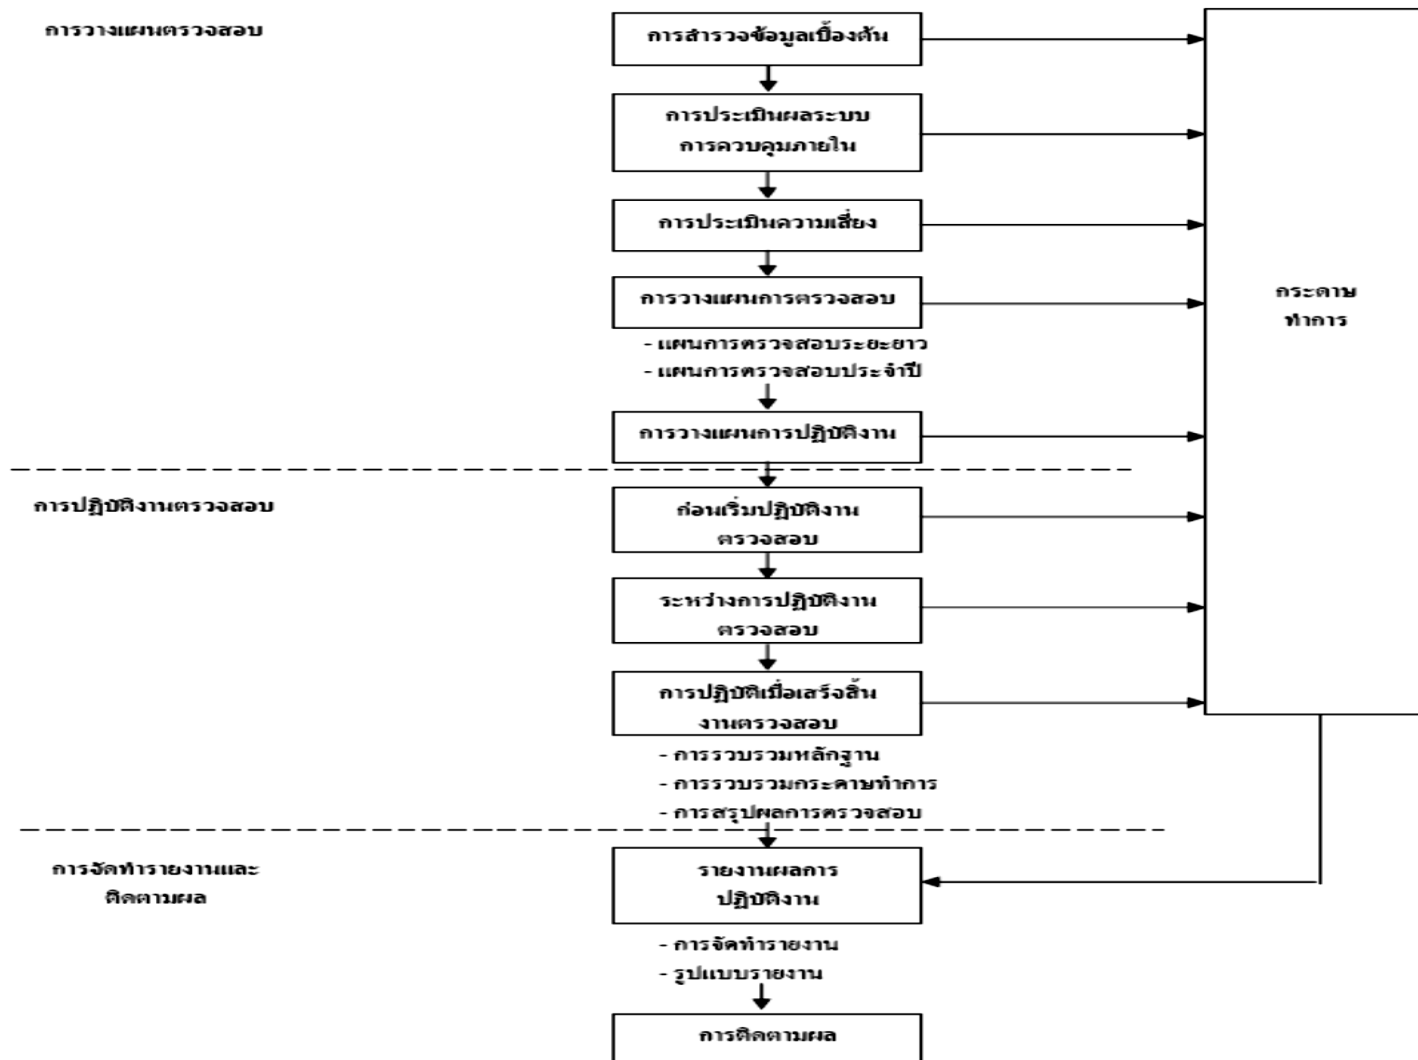 การวางแผนตรวจสอบ
การสำรวจข้อมูลเบื้องต้น
การประเมินผลระบบ
การควบคุมภายใน
การประเมินความเสี่ยง
การวางแผนการตรวจสอบ
- แผนการตรวจสอบระยะยาว
- แผนการตรวจสอบประจำปี
การวางแผนการปฏิบัติงาน
กระดาษ
ทำการ
การปฏิบัติงานตรวจสอบ
ก่อนเริ่มปฏิบัติงาน
ตรวจสอบ
ระหว่างการปฏิบัติงาน
ตรวจสอบ
การปฏิบัติเมื่อเสร็จสิ้น
งานตรวจสอบ
- การรวบรวมหลักฐาน
- การรวบรวมกระดาษทำการ
- การสรุปผลการตรวจสอบ
การจัดทำรายงานและ
ติดตามผล
รายงานผลการ
ปฏิบัติงาน
- การจัดทำรายงาน
- รูปแบบรายงาน
การติดตามผล